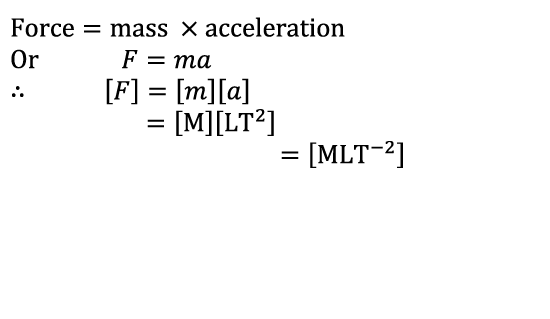 Force = mass × acceleration
Or F = ma
∴ [F] = [m][a]
= [M][LT²]
= [MLT⁻²]